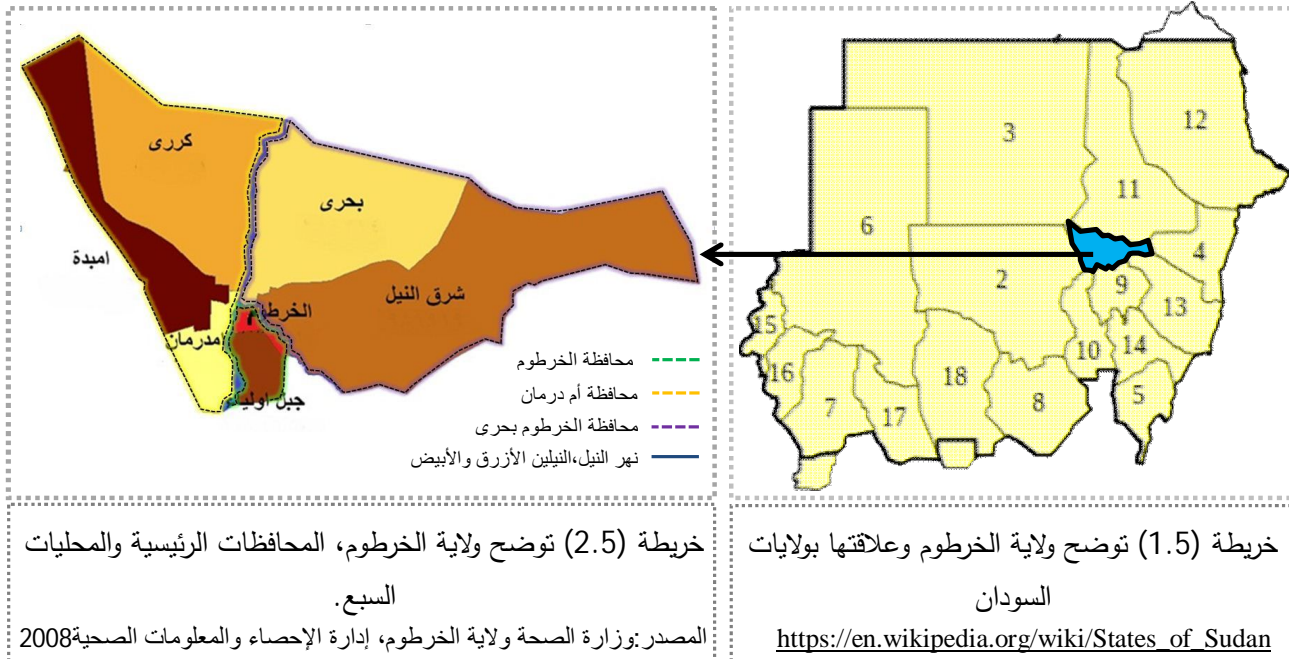 كررى
بحرى
امبدة
شرق النيل
الخرطوم
امدرمان
جبل اولياء
محافظة الخرطوم
محافظة أم درمان
محافظة الخرطوم بحرى
نهر النيل،النيلين الأزرق والأبيض
3
12
11
6
4
2
9
13
15
10
14
16
18
5
7
8
17
خريطة (2.5) توضح ولاية الخرطوم، المحافظات الرئيسية والمحليات
السبع.
المصدر:وزارة الصحة ولاية الخرطوم، إدارة الإحصاء والمعلومات الصحية2008
خريطة (1.5) توضح ولاية الخرطوم وعلاقتها بولايات
السودان
https://en.wikipedia.org/wiki/States_of_Sudan